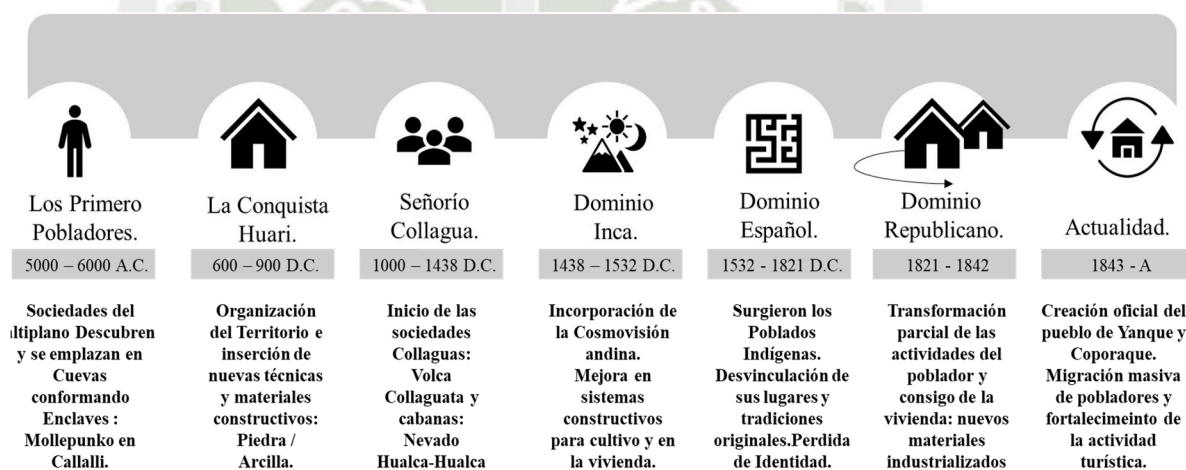 Los Primero
Pobladores.
5000 – 6000 A.C.
Sociedades del
ltiplano Descubren
y se emplazan en
Cuevas
conformando
Enclaves :
Mollepunko en
Callalli.
La Conquista
Huari.
600 – 900 D.C.
Organización
del Territorio e
inserción de
nuevas técnicas
y materiales
constructivos:
Piedra /
Arcilla.
Señorío
Collagua.
1000 – 1438 D.C.
Inicio de las
sociedades
Collaguas:
Volca
Collaguata y
cabanas:
Nevado
Hualca-Hualca
Dominio
Inca.
1438 – 1532 D.C.
Incorporación de
la Cosmovisión
andina.
Mejora en
sistemas
constructivos
para cultivo y en
la vivienda.
Dominio
Español.
1532 - 1821 D.C.
Surgieron los
Poblados
Indígenas.
Desvinculación de
sus lugares y
tradiciones
originales.Perdida
de Identidad.
Dominio
Republicano.
1821 - 1842
Transformación
parcial de las
actividades del
poblador y
consigo de la
vivienda: nuevos
materiales
industrializados
Actualidad.
1843 - A
Creación oficial del
pueblo de Yanque y
Coporaque.
Migración masiva
de pobladores y
fortalecimeinto de
la actividad
turística.